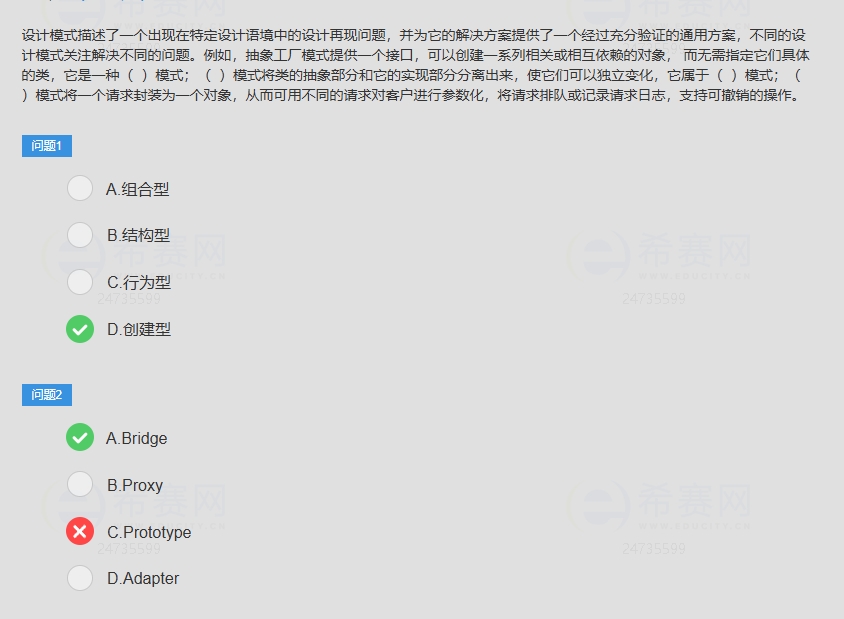 设计模式描述了一个出现在特定设计语境中的设计再现问题，并为它的解决方案提供了一个经过充分验证的通用方案，不同的设
计模式关注解决不同的问题。例如，抽象工厂模式提供一个接口，可以创建一系列相关或相互依赖的对象， 而无需指定它们具体
的类，它是一种（ ）模式；（ ）模式将类的抽象部分和它的实现部分分离出来，使它们可以独立变化，它属于（ ）模式；（
）模式将一个请求封装为一个对象，从而可用不同的请求对客户进行参数化，将请求排队或记录请求日志，支持可撤销的操作。
问题1
A.组合型
B.结构型
希赛网 希赛网
WWW.EDUCITY.CN WWW.EDUCITY.CN
C.行为型
24735599 24735599
D.创建型
问题2
A.Bridge
B.Proxy
希赛网 希赛网
WWW.EDUCITY.CN WWW.EDUCITY.CN
C.Prototype
24735599 24735599
D.Adapter